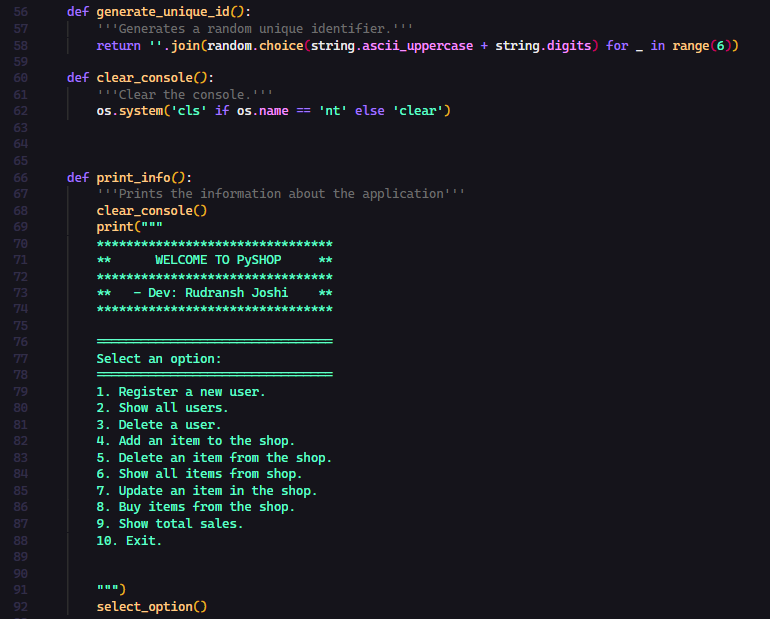 56 def generate_unique_id():
57     '''Generates a random unique identifier.'''
58     return ''.join(random.choice(string.ascii_uppercase + string.digits) for _ in range(6))
59
60 def clear_console():
61     '''Clear the console.'''
62     os.system('cls' if os.name == 'nt' else 'clear')
63
64
65
66 def print_info():
67     '''Prints the information about the application'''
68     clear_console()
69     print("""
70     ********************************
71     **      WELCOME TO PySHOP     **
72     ********************************
73     **   - Dev: Rudransh Joshi    **
74     ********************************
75
76     ================================
77     Select an option:
78     ================================
79     1. Register a new user.
80     2. Show all users.
81     3. Delete a user.
82     4. Add an item to the shop.
83     5. Delete an item from the shop.
84     6. Show all items from shop.
85     7. Update an item in the shop.
86     8. Buy items from the shop.
87     9. Show total sales.
88     10. Exit.
89
90
91     """)
92     select_option()